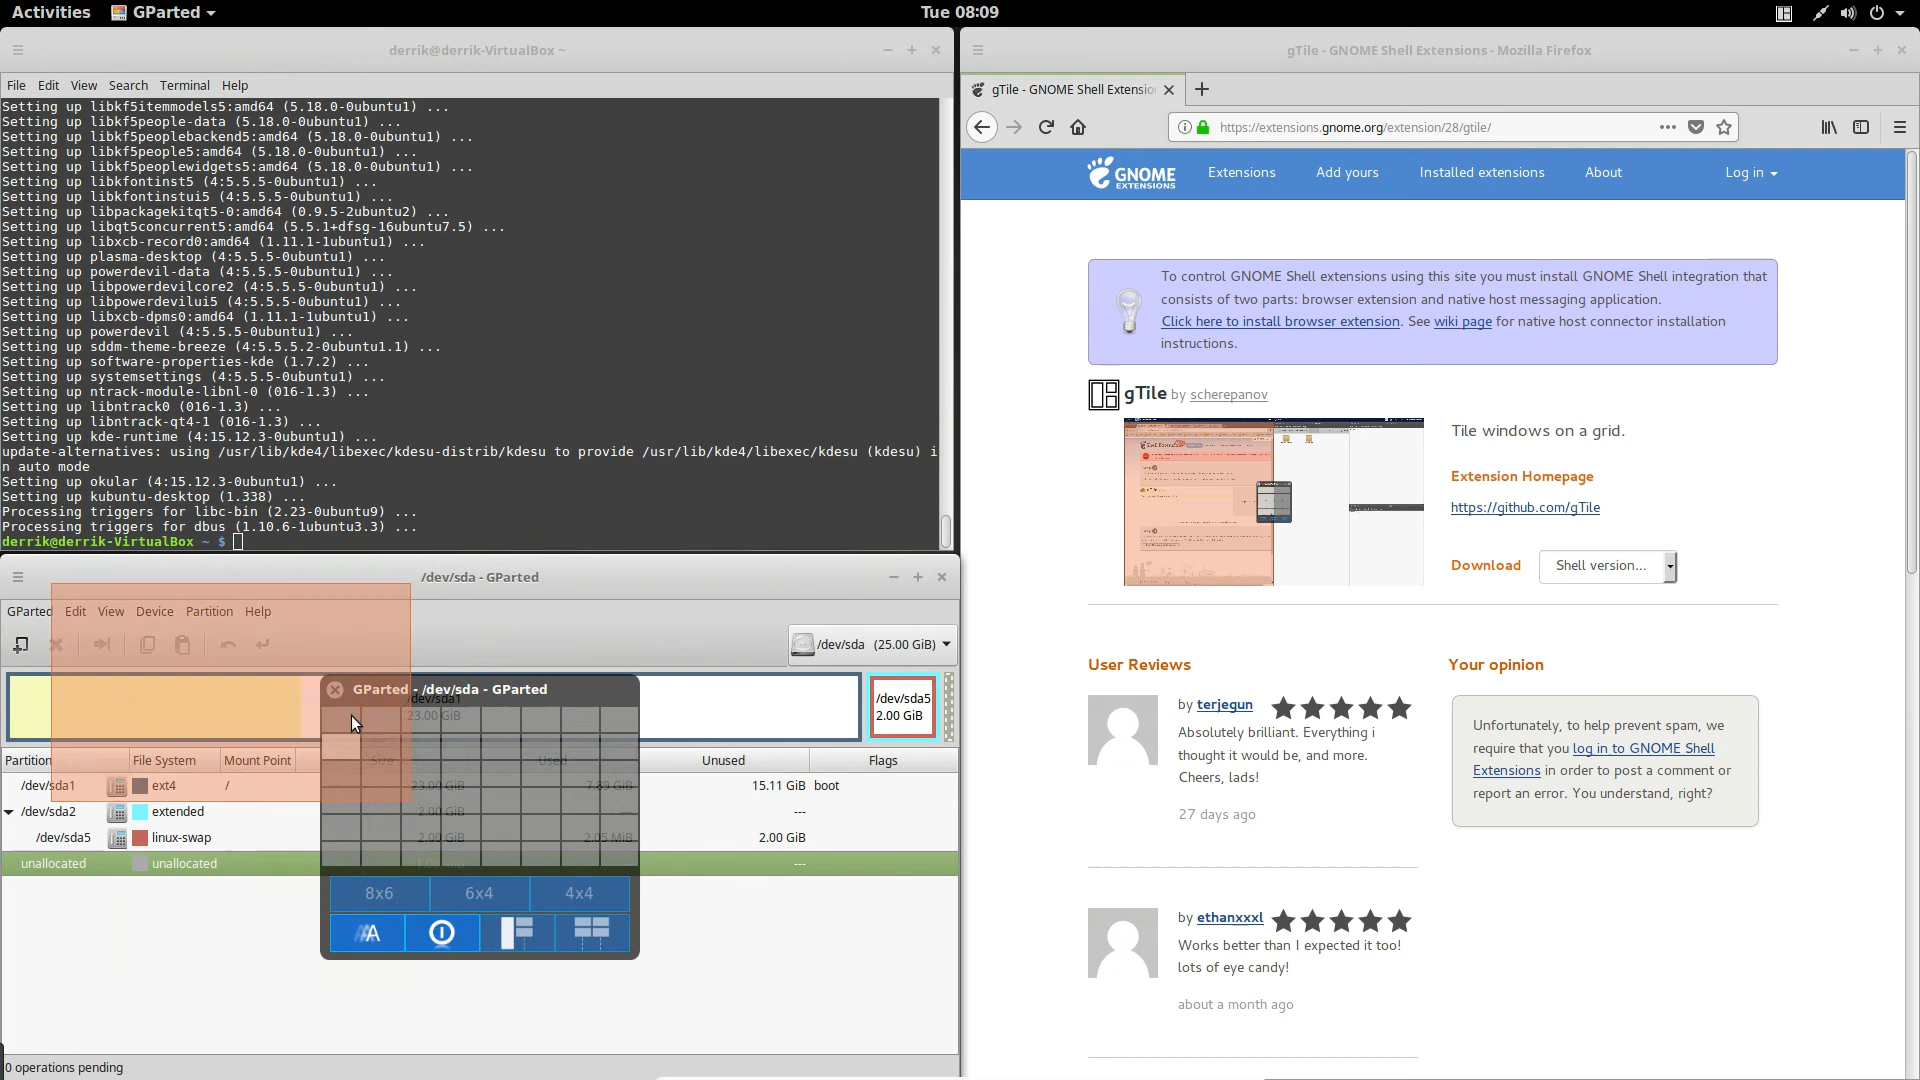 Activities GParted Tue 08:09
derrik@derrik-VirtualBox ~
File Edit View Search Terminal Help
Setting up libkf5itemmodels5:amd64 (5.18.0-0ubuntu1) ...
Setting up libkf5people-data (5.18.0-0ubuntu1) ...
Setting up libkf5peoplebackend5:amd64 (5.18.0-0ubuntu1) ...
Setting up libkf5people5:amd64 (5.18.0-0ubuntu1) ...
Setting up libkf5peoplewidgets5:amd64 (5.18.0-0ubuntu1) ...
Setting up libkfontinst5 (4:5.5.5-0ubuntu1) ...
Setting up libkfontinstui5 (4:5.5.5-0ubuntu1) ...
Setting up libpackagekitqt5-0:amd64 (0.9.5-2ubuntu2) ...
Setting up libqt5concurrent5:amd64 (5.5.1+dfsg-16ubuntu7.5) ...
Setting up libxcb-record0:amd64 (1.11.1-1ubuntu1) ...
Setting up plasma-desktop (4:5.5.5-0ubuntu1) ...
Setting up powerdevil-data (4:5.5.5-0ubuntu1) ...
Setting up libpowerdevilcore2 (4:5.5.5-0ubuntu1) ...
Setting up libpowerdevilui5 (4:5.5.5-0ubuntu1) ...
Setting up libxcb-dpms0:amd64 (1.11.1-1ubuntu1) ...
Setting up powerdevil (4:5.5.5-0ubuntu1) ...
Setting up sddm-theme-breeze (4:5.5.5.2-0ubuntu1.1) ...
Setting up software-properties-kde (1.7.2) ...
Setting up systemsettings (4:5.5.5-0ubuntu1) ...
Setting up ntrack-module-libnl-0 (016-1.3) ...
Setting up libntrack0 (016-1.3) ...
Setting up libntrack-qt4-1 (016-1.3) ...
Setting up kde-runtime (4:15.12.3-0ubuntu1) ...
update-alternatives: using /usr/lib/kde4/libexec/kdesu-distrib/kdesu to provide /usr/lib/kde4/libexec/kdesu (kdesu) i
n auto mode
Setting up okular (4:15.12.3-0ubuntu1) ...
Setting up kubuntu-desktop (1.338) ...
Processing triggers for libc-bin (2.23-0ubuntu9) ...
Processing triggers for dbus (1.10.6-1ubuntu3.3) ...
derrik@derrik-VirtualBox ~ $
/dev/sda - GParted
GParted Edit View Device Partition Help
/dev/sda (25.00 GiB)
/dev/sda1
23.00 GiB
/dev/sda5
2.00 GiB
Partition File System Mount Point Size Used Unused Flags
/dev/sda1 ext4 / 23.00 GiB 7.89 GiB 15.11 GiB boot
/dev/sda2 extended 2.00 GiB --- ---
/dev/sda5 linux-swap 2.00 GiB 2.05 MiB 2.00 GiB
unallocated unallocated ---
0 operations pending
GParted - /dev/sda - GParted
8x6 6x4 4x4
A
gTile - GNOME Shell Extensions - Mozilla Firefox
gTile - GNOME Shell Extensio
https://extensions.gnome.org/extension/28/gtile/
GNOME
EXTENSIONS
Extensions Add yours Installed extensions About Log in
To control GNOME Shell extensions using this site you must install GNOME Shell integration that
consists of two parts: browser extension and native host messaging application.
Click here to install browser extension. See wiki page for native host connector installation
instructions.
gTile by scherepanov
Tile windows on a grid.
Extension Homepage
https://github.com/gTile
Download Shell version...
User Reviews
by terjegun
Absolutely brilliant. Everything i
thought it would be, and more.
Cheers, lads!
27 days ago
by ethanxxxl
Works better than I expected it too!
lots of eye candy!
about a month ago
Your opinion
Unfortunately, to help prevent spam, we
require that you log in to GNOME Shell
Extensions in order to post a comment or
report an error. You understand, right?